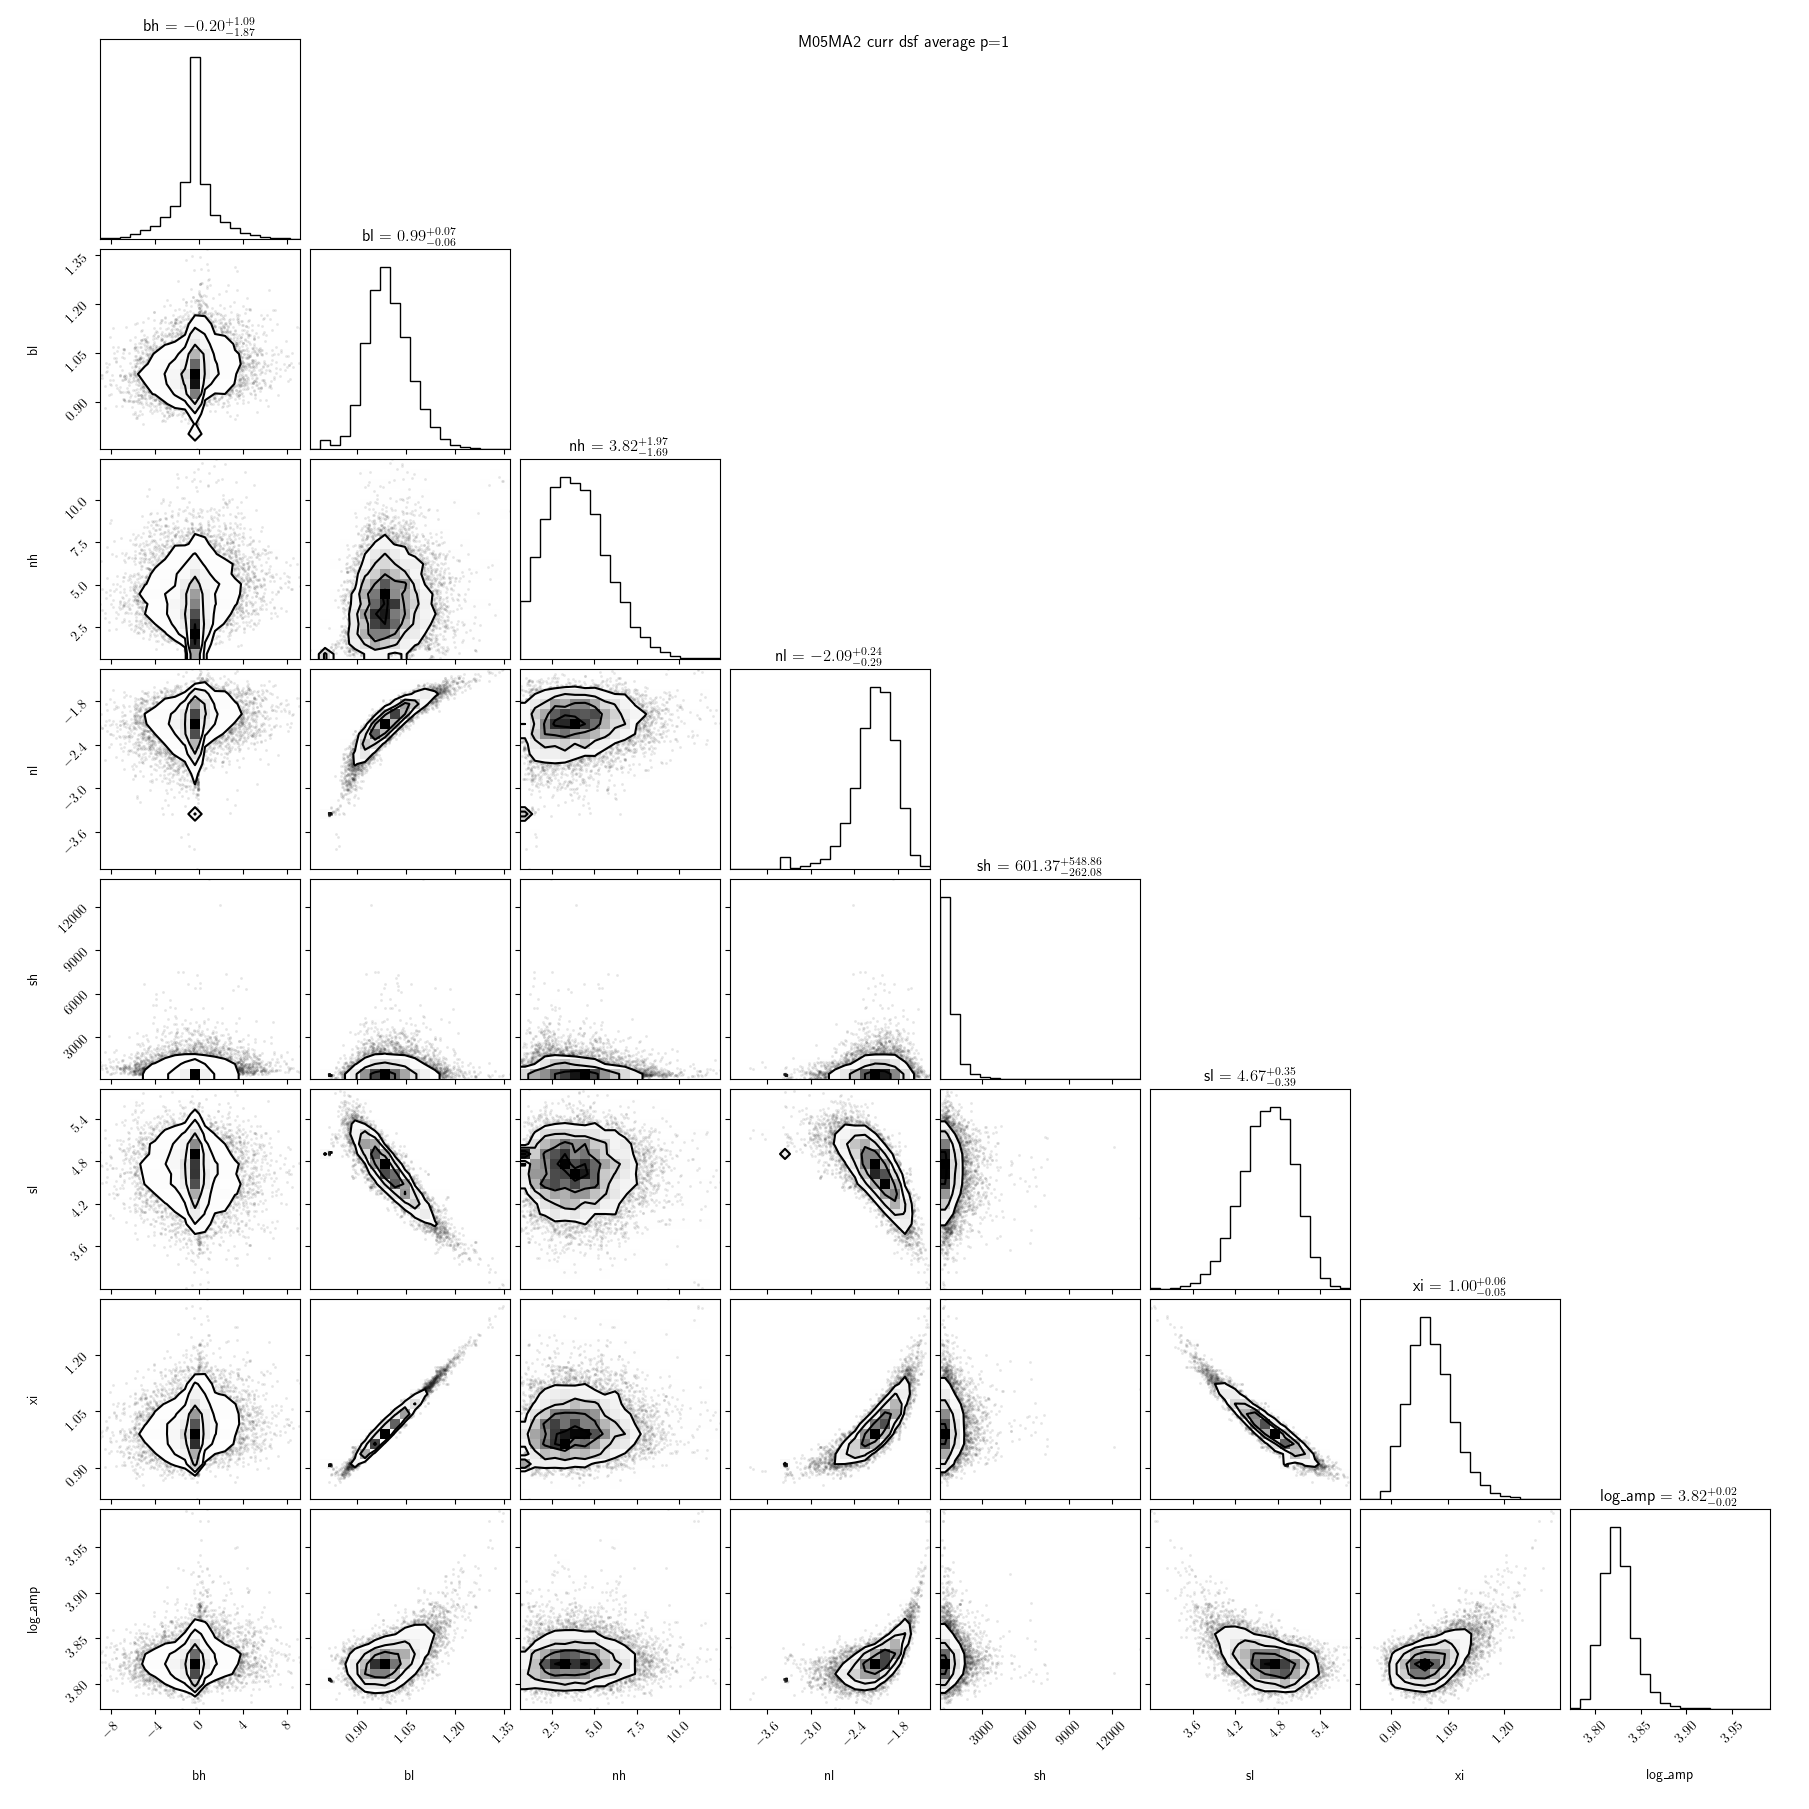 bh = −0.20+1.09−1.87
M05MA2 curr dsf average p=1
bl = 0.99+0.07−0.06
1.35
1.20
1.05
0.90
bl
nh = 3.82+1.97−1.69
10.0
7.5
5.0
2.5
nh
nl = −2.09+0.24−0.29
−1.8
−2.4
−3.0
−3.6
nl
sh = 601.37+548.86−262.08
12000
9000
6000
3000
sh
sl = 4.67+0.35−0.39
5.4
4.8
4.2
3.6
sl
xi = 1.00+0.06−0.05
1.20
1.05
0.90
xi
log_amp = 3.82+0.02−0.02
3.95
3.90
3.85
3.80
log_amp
−8 −4 0 4 8 0.90 1.05 1.20 1.35 2.5 5.0 7.5 10.0 −3.6 −3.0 −2.4 −1.8 3000 6000 9000 12000 3.6 4.2 4.8 5.4 0.90 1.05 1.20 3.80 3.85 3.90 3.95
bh bl nh nl sh sl xi log_amp